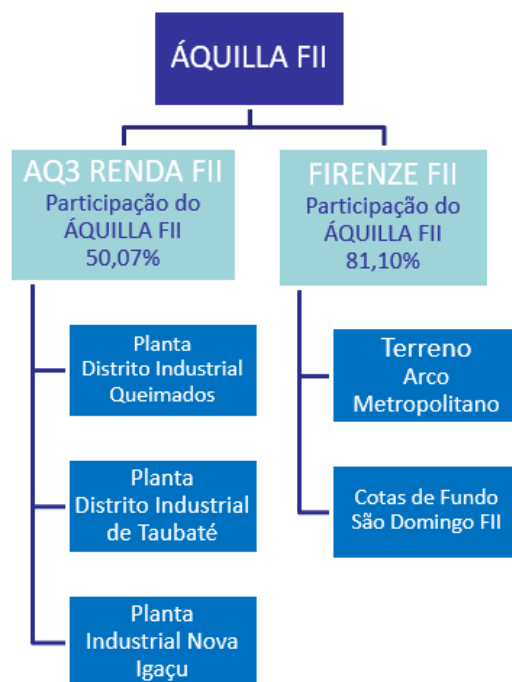 ÁQUILLA FII
AQ3 RENDA FII
Participação do
ÁQUILLA FII
50,07%
FIRENZE FII
Participação do
ÁQUILLA FII
81,10%
Planta
Distrito Industrial
Queimados
Planta
Distrito Industrial
de Taubaté
Planta
Industrial Nova
Igaçu
Terreno
Arco
Metropolitano
Cotas de Fundo
São Domingo FII